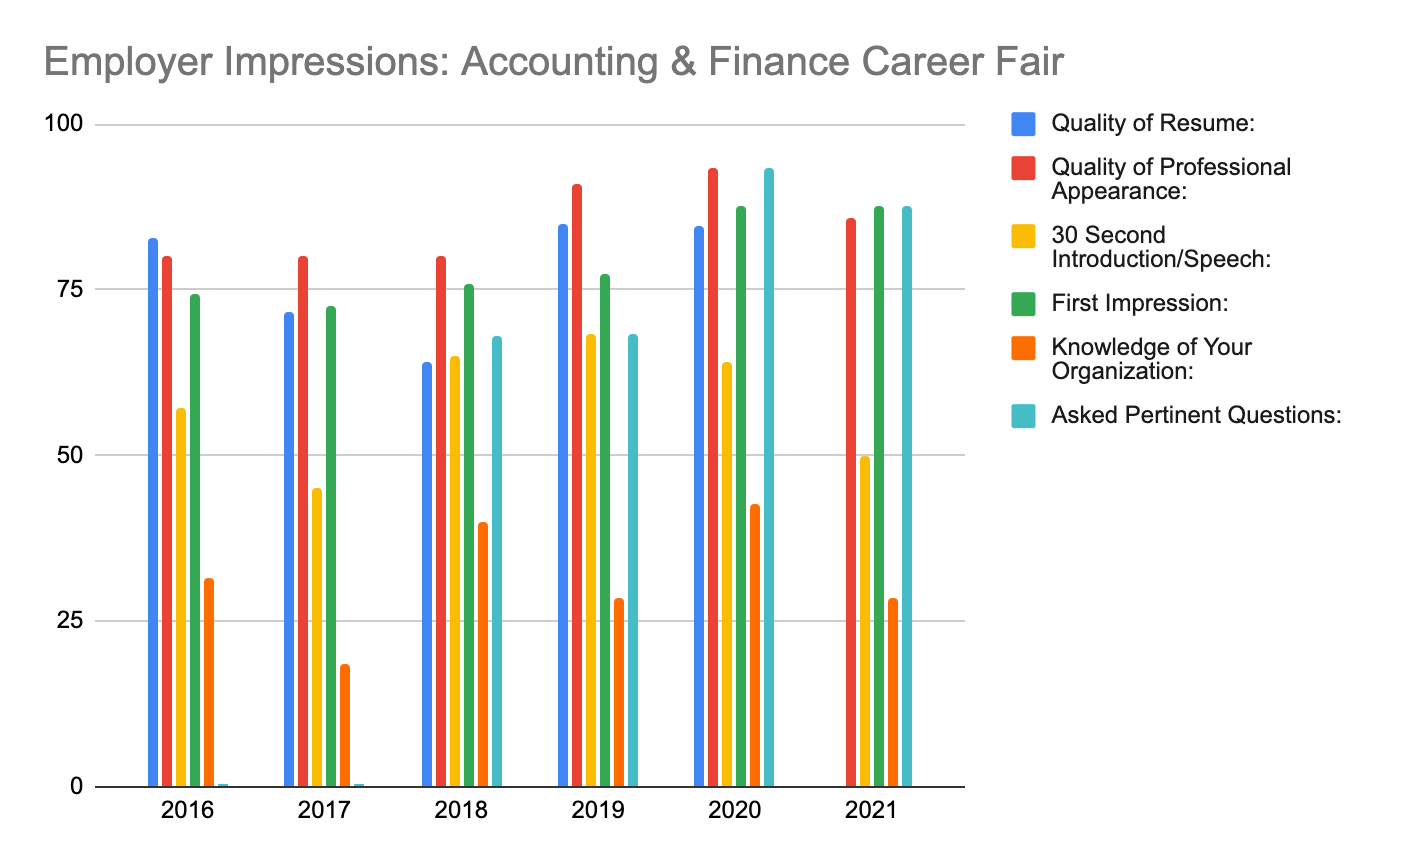 Employer Impressions: Accounting & Finance Career Fair
100
75
50
25
0
2016 2017 2018 2019 2020 2021
Quality of Resume:
Quality of Professional
Appearance:
30 Second
Introduction/Speech:
First Impression:
Knowledge of Your
Organization:
Asked Pertinent Questions: